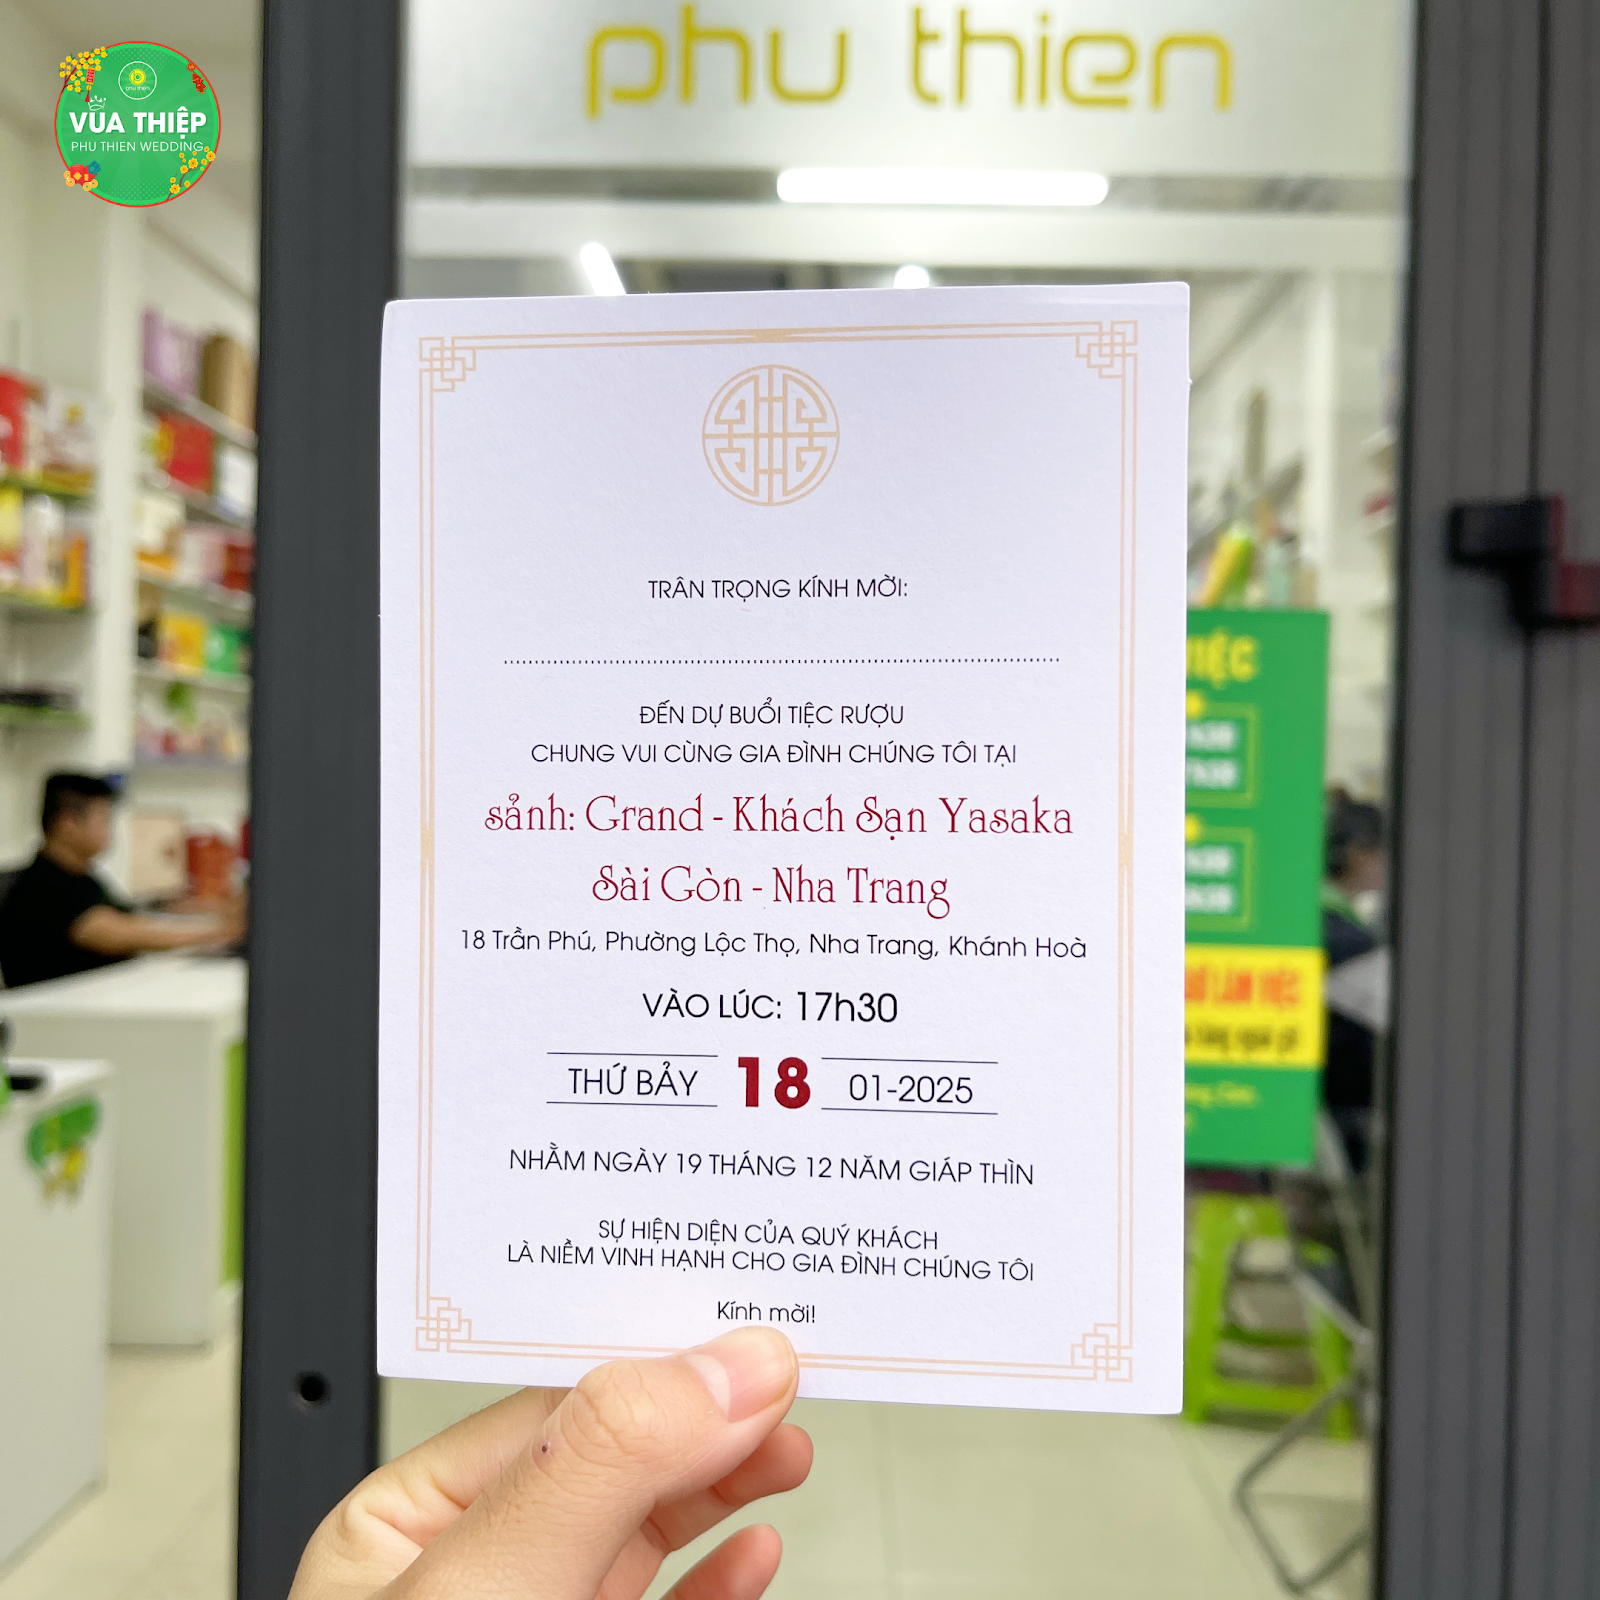 phu thien
phu thien
VUA THIỆP
PHU THIEN WEDDING
TRÂN TRỌNG KÍNH MỜI:
ĐẾN DỰ BUỔI TIỆC RƯỢU
CHUNG VUI CÙNG GIA ĐÌNH CHÚNG TÔI TẠI
sảnh: Grand - Khách Sạn Yasaka
Sài Gòn - Nha Trang
18 Trần Phú, Phường Lộc Thọ, Nha Trang, Khánh Hoà
VÀO LÚC: 17h30
THỨ BẢY 18 01-2025
NHẰM NGÀY 19 THÁNG 12 NĂM GIÁP THÌN
SỰ HIỆN DIỆN CỦA QUÝ KHÁCH
LÀ NIỀM VINH HẠNH CHO GIA ĐÌNH CHÚNG TÔI
Kính mời!